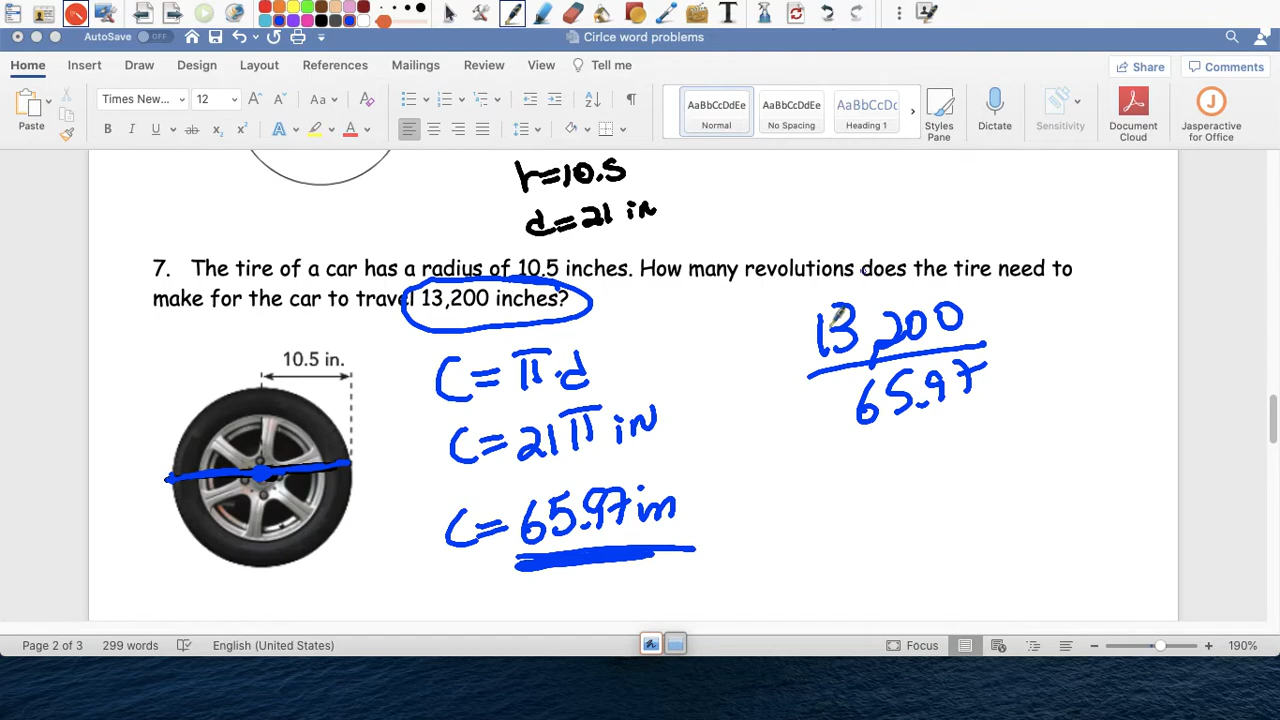 AutoSave OFF
Cirlce word problems
Home Insert Draw Design Layout References Mailings Review View Tell me
Share Comments
Times New... 12 Aa
AaBbCcDdEe AaBbCcDdEe AaBbCcDc
Normal No Spacing Heading 1
Paste Styles Pane Dictate Sensitivity Document Cloud Jasperactive for Office
r=10.5
d=21 in
7. The tire of a car has a radius of 10.5 inches. How many revolutions does the tire need to
make for the car to travel 13,200 inches?
13,200
65.97
10.5 in.
C=π·d
C=21π in
C=65.97in
Page 2 of 3 299 words English (United States) Focus 190%